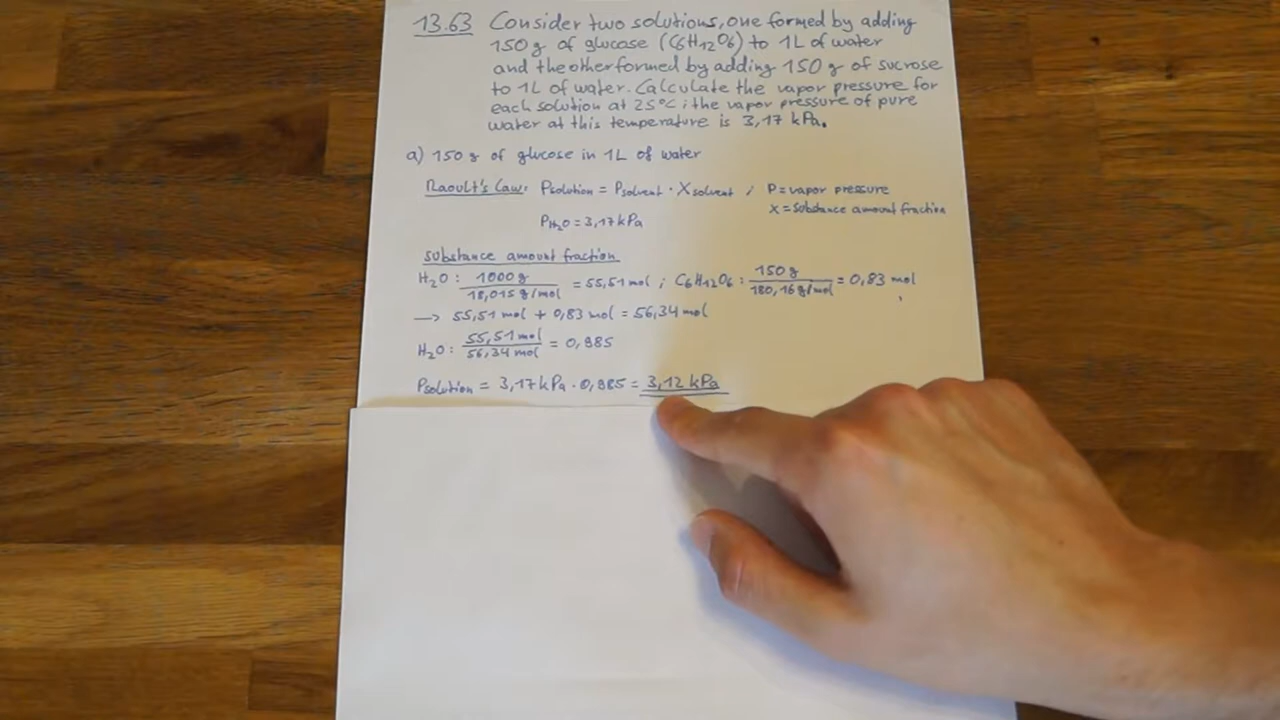 13.63 Consider two solutions, one formed by adding
150 g of glucose (C6H12O6) to 1L of water
and the other formed by adding 150 g of sucrose
to 1L of water. Calculate the vapor pressure for
each solution at 25°C; the vapor pressure of pure
water at this temperature is 3,17 kPa.
a) 150 g of glucose in 1L of water
Raoult's Law: Psolution = Psolvent · Xsolvent ; P = vapor pressure
X = substance amount fraction
PH2O = 3,17 kPa
substance amount fraction
H2O: 1000 g / 18,015 g/mol = 55,51 mol ; C6H12O6: 150 g / 180,16 g/mol = 0,83 mol
—> 55,51 mol + 0,83 mol = 56,34 mol
H2O: 55,51 mol / 56,34 mol = 0,985
Psolution = 3,17 kPa · 0,985 = 3,12 kPa